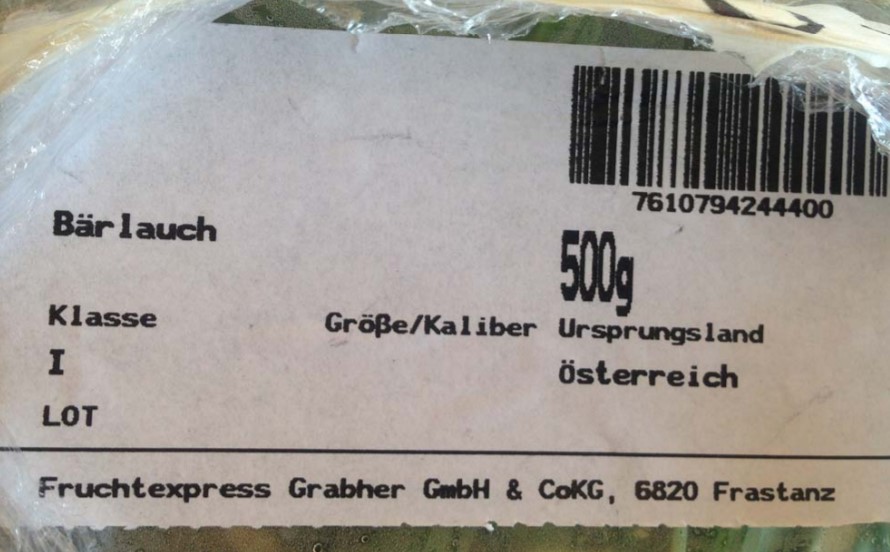 7610794244400
Bärlauch
500g
Klasse Größe/Kaliber Ursprungsland
I Österreich
LOT
Fruchtexpress Grabher GmbH & CoKG, 6820 Frastanz